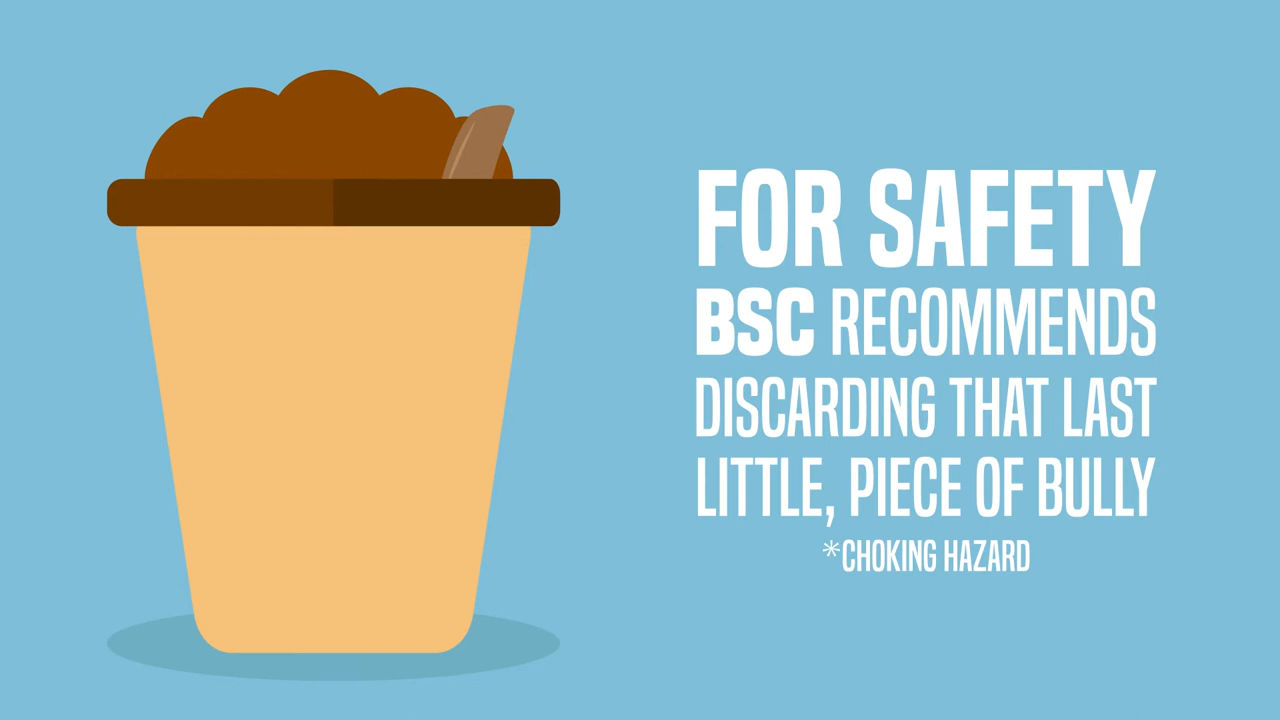 FOR SAFETY
BSC RECOMMENDS
DISCARDING THAT LAST
LITTLE, PIECE OF BULLY
*CHOKING HAZARD